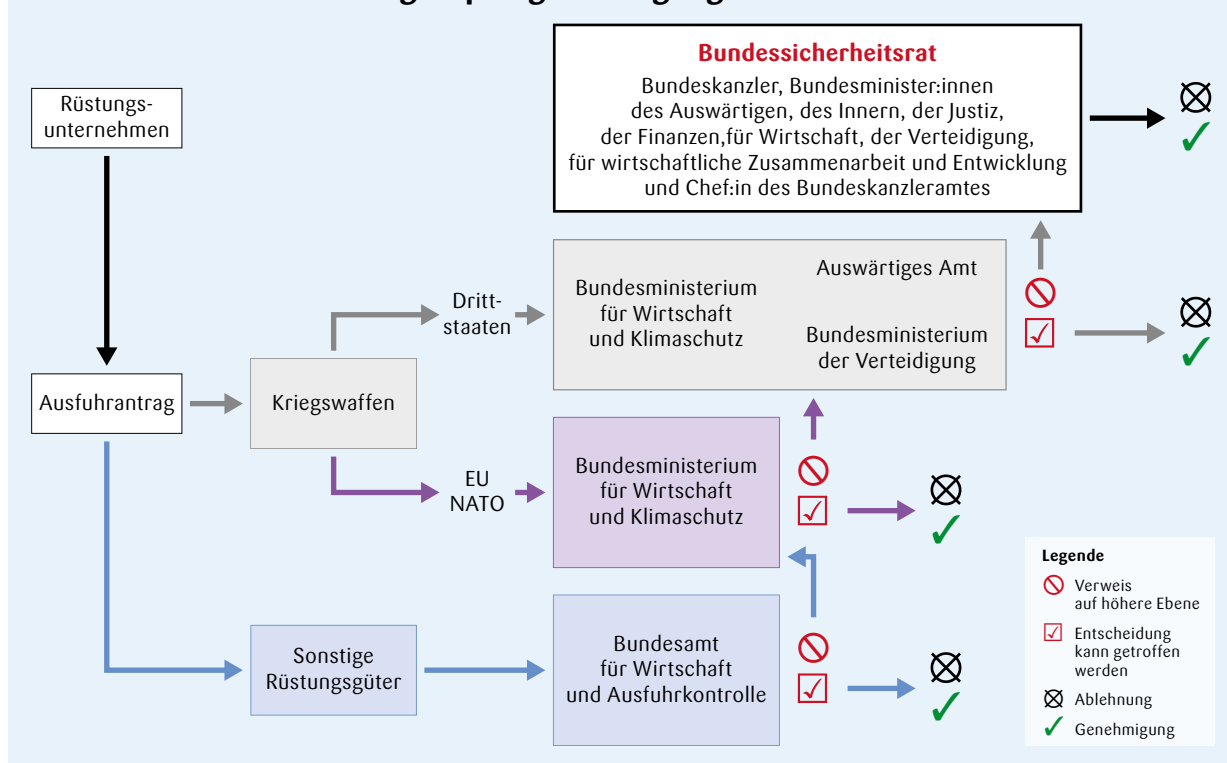 Bundessicherheitsrat
Bundeskanzler, Bundesminister:innen
des Auswärtigen, des Innern, der Justiz,
der Finanzen,für Wirtschaft, der Verteidigung,
für wirtschaftliche Zusammenarbeit und Entwicklung
und Chef:in des Bundeskanzleramtes
Rüstungs-
unternehmen
Ausfuhrantrag
Kriegswaffen
Dritt-
staaten
Bundesministerium
für Wirtschaft
und Klimaschutz
Auswärtiges Amt
Bundesministerium
der Verteidigung
EU
NATO
Bundesministerium
für Wirtschaft
und Klimaschutz
Sonstige
Rüstungsgüter
Bundesamt
für Wirtschaft
und Ausfuhrkontrolle
Legende
Verweis
auf höhere Ebene
Entscheidung
kann getroffen
werden
Ablehnung
Genehmigung